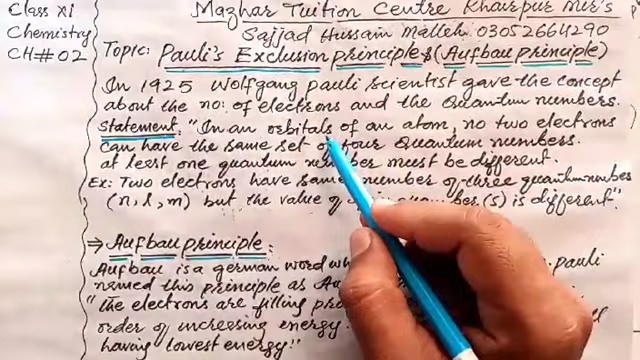 Class XI
Chemistry
CH#02
Mazhar Tuition Centre Khairpur Mir's
Sajjad Hussain Mallah 03052664290
Topic: Pauli's Exclusion principle & (Aufbau principle)
In 1925 Wolfgang pauli scientist gave the concept
about the no: of electrons and the Quantum numbers.
Statement: "In an orbitals of an atom, no two electrons
can have the same set of four Quantum numbers.
at least one quantum number must be different.
Ex: Two electrons have same number of three quantum numbers
(n, l, m) but the value of number (s) is different".
⇒ Aufbau principle:
Aufbau is a german word pauli
named this principle as
"the electrons are filling
order of increasing energy.
having lowest energy!"